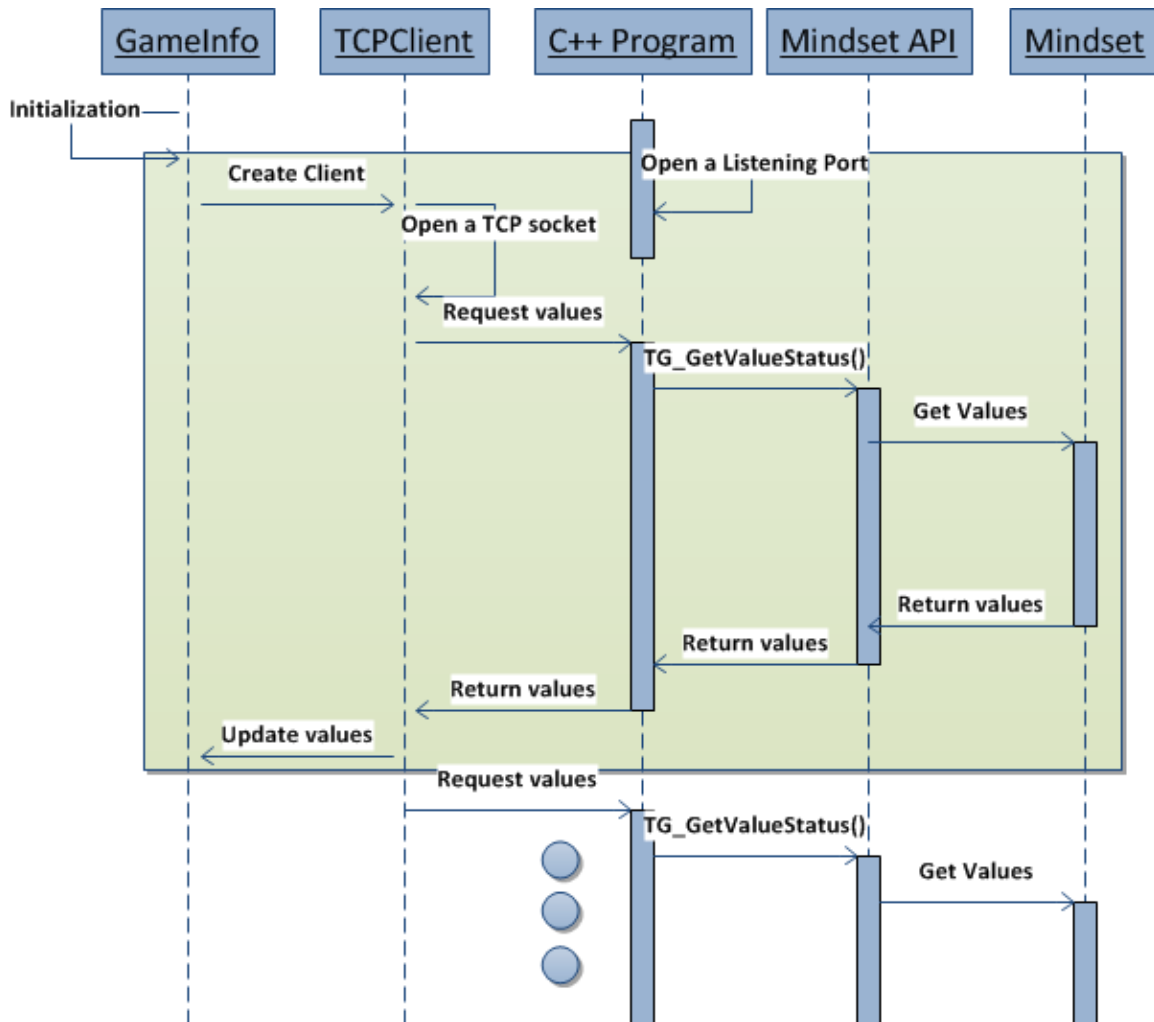 GameInfo
TCPClient
C++ Program
Mindset API
Mindset
Initialization
Open a Listening Port
Create Client
Open a TCP socket
Request values
TG_GetValueStatus()
Get Values
Return values
Return values
Return values
Update values
Request values
TG_GetValueStatus()
Get Values